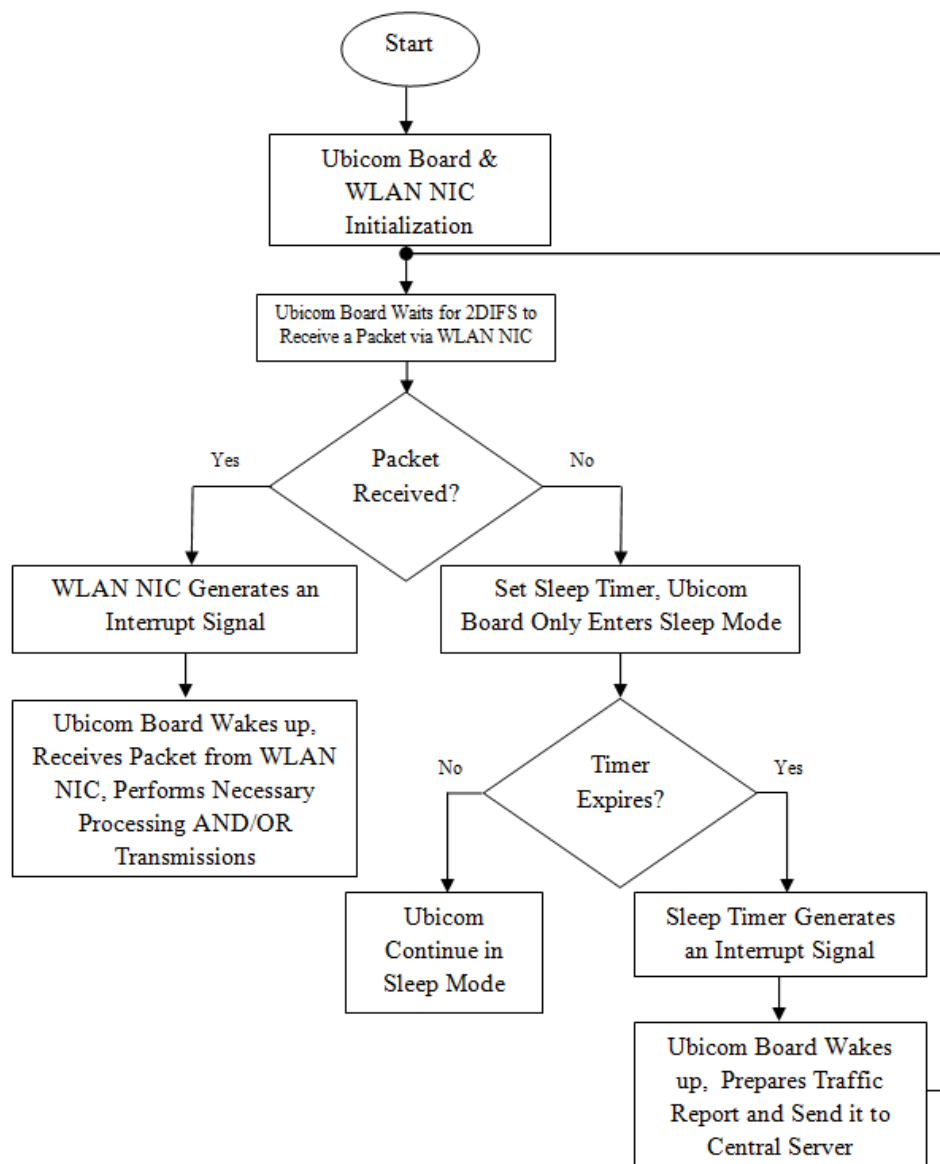 Start
Ubicom Board &
WLAN NIC
Initialization
Ubicom Board Waits for 2DIFS to
Receive a Packet via WLAN NIC
Packet
Received?
Yes
No
WLAN NIC Generates an
Interrupt Signal
Set Sleep Timer, Ubicom
Board Only Enters Sleep Mode
Ubicom Board Wakes up,
Receives Packet from WLAN
NIC, Performs Necessary
Processing AND/OR
Transmissions
Timer
Expires?
No
Yes
Ubicom
Continue in
Sleep Mode
Sleep Timer Generates
an Interrupt Signal
Ubicom Board Wakes
up, Prepares Traffic
Report and Send it to
Central Server